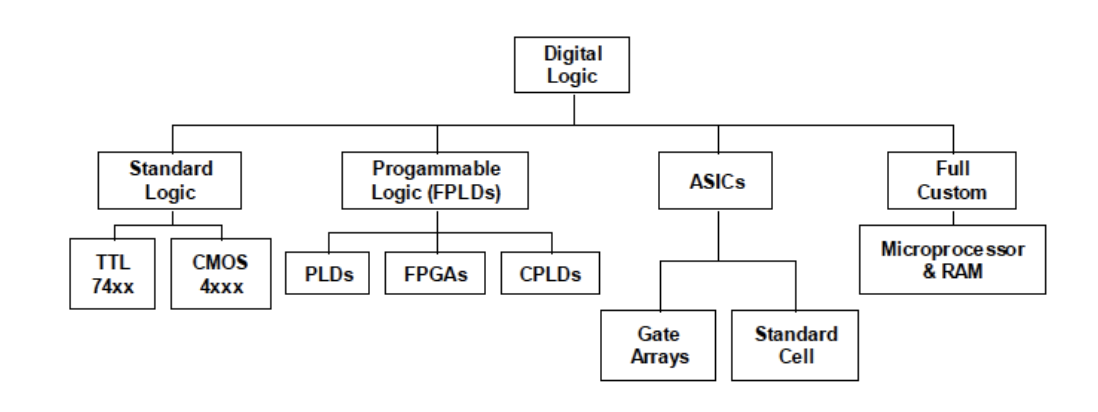 Digital
Logic
Standard
Logic
Progammable
Logic (FPLDs)
ASICs
Full
Custom
TTL
74xx
CMOS
4xxx
PLDs
FPGAs
CPLDs
Microprocessor
& RAM
Gate
Arrays
Standard
Cell